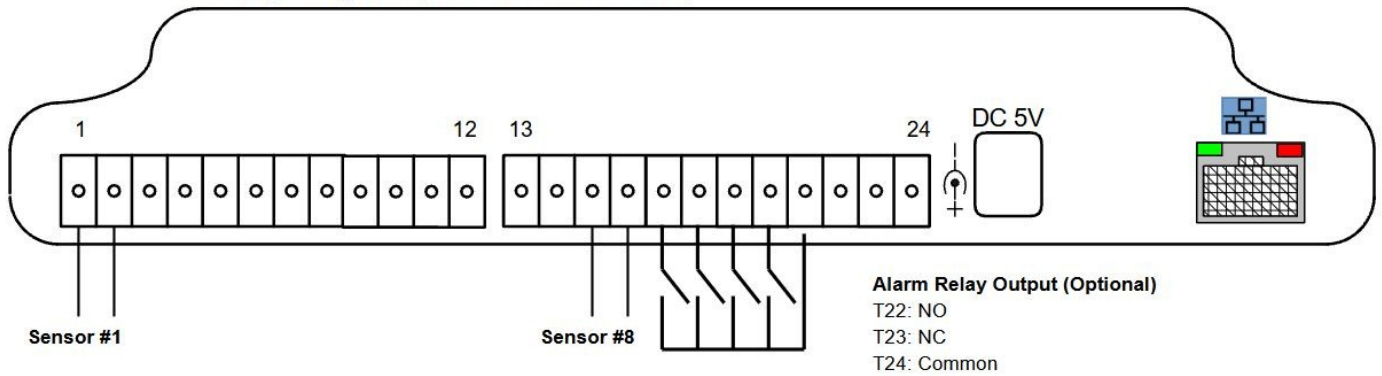 1 12 13 24 DC 5V
Sensor #1
Sensor #8
Alarm Relay Output (Optional)
T22: NO
T23: NC
T24: Common